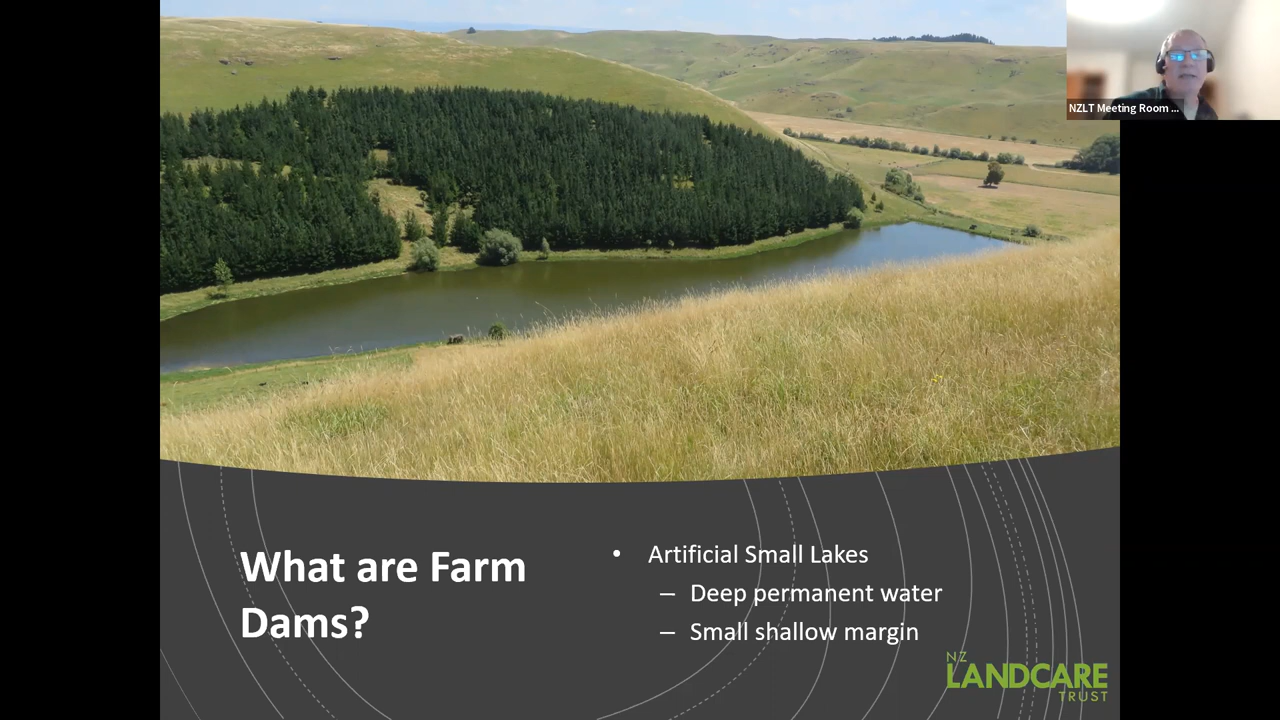 NZLT Meeting Room ...
What are Farm
Dams?
• Artificial Small Lakes
– Deep permanent water
– Small shallow margin
NZ
LANDCARE
TRUST